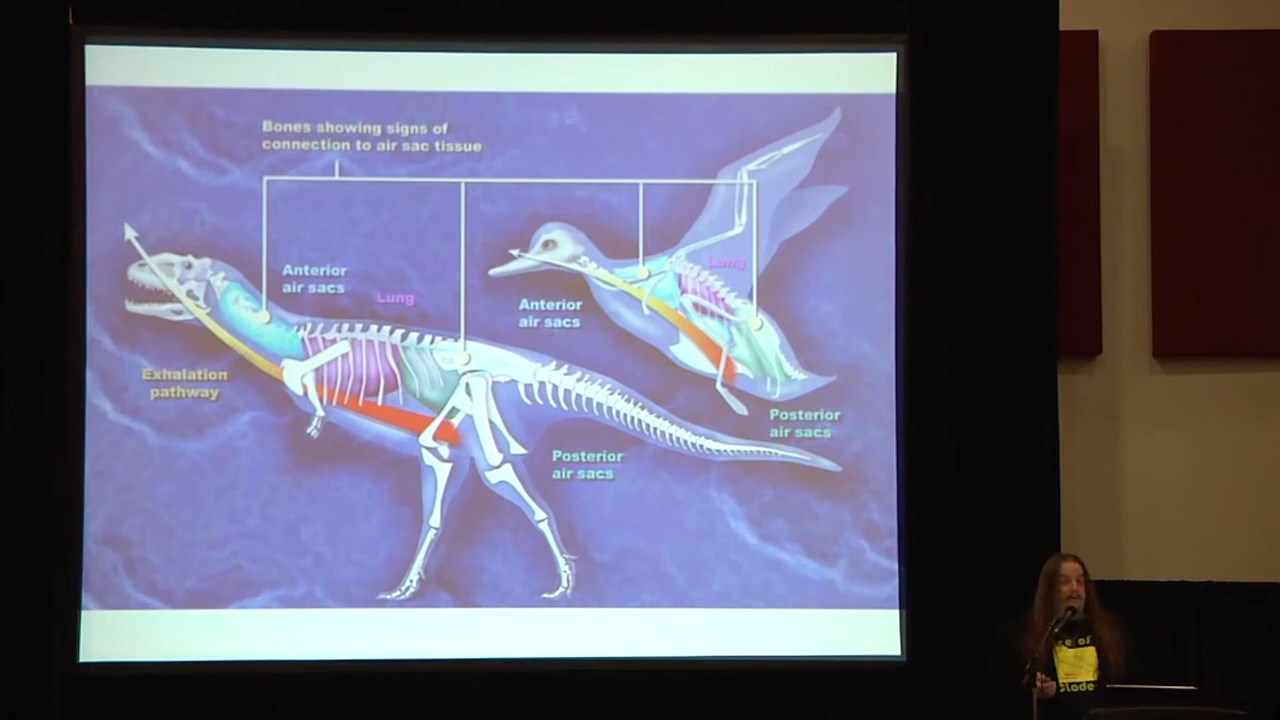 Bones showing signs of
connection to air sac tissue
Anterior
air sacs
Lung
Exhalation
pathway
Lung
Anterior
air sacs
Posterior
air sacs
Posterior
air sacs
of